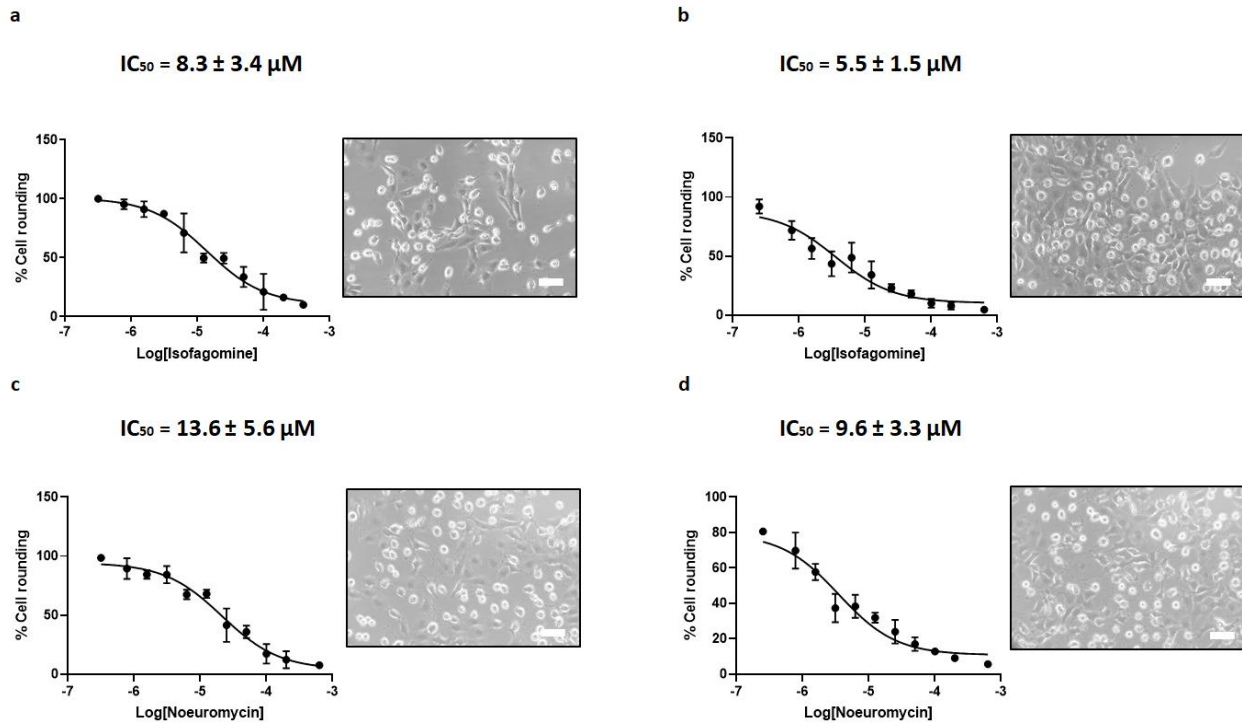 a
IC50 = 8.3 ± 3.4 µM
150
100
50
0
% Cell rounding
-7 -6 -5 -4 -3
Log[Isofagomine]
b
IC50 = 5.5 ± 1.5 µM
150
100
50
0
% Cell rounding
-7 -6 -5 -4 -3
Log[Isofagomine]
c
IC50 = 13.6 ± 5.6 µM
150
100
50
0
% Cell rounding
-7 -6 -5 -4 -3
Log[Noeuromycin]
d
IC50 = 9.6 ± 3.3 µM
100
80
60
40
20
0
% Cell rounding
-7 -6 -5 -4 -3
Log[Noeuromycin]